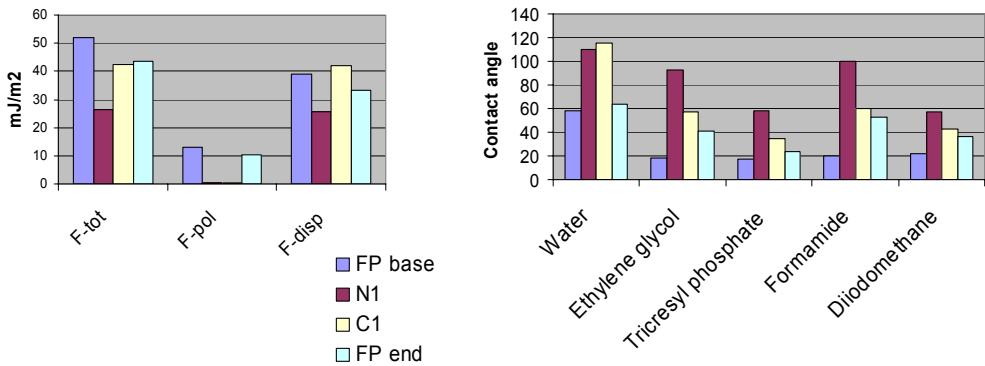 60
50
40
30
20
10
0
mJ/m2
F-tot
F-pol
F-disp
FP base
N1
C1
FP end
140
120
100
80
60
40
20
0
Contact angle
Water
Ethylene glycol
Tricresyl phosphate
Formamide
Diiodomethane